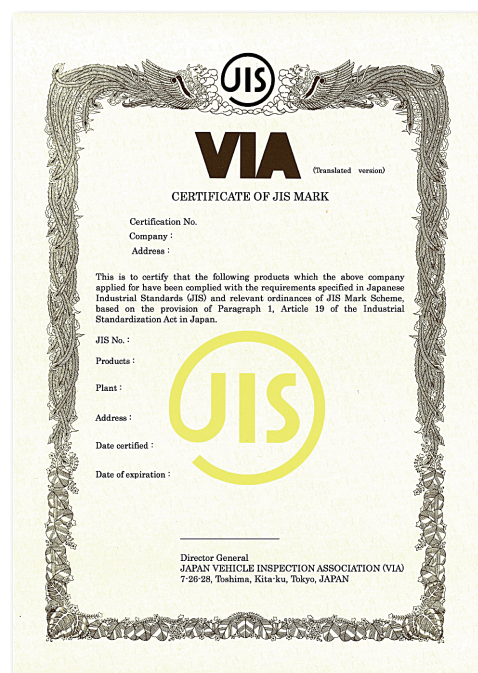 JIS
VIA
(Translated version)
CERTIFICATE OF JIS MARK
Certification No.
Company :
Address :
This is to certify that the following products which the above company
applied for have been complied with the requirements specified in Japanese
Industrial Standards (JIS) and relevant ordinances of JIS Mark Scheme,
based on the provision of Paragraph 1, Article 19 of the Industrial
Standardization Act in Japan.
JIS No. :
Products :
JIS
Plant :
Address :
Date certified :
Date of expiration :
Director General
JAPAN VEHICLE INSPECTION ASSOCIATION (VIA)
7-26-28, Toshima, Kita-ku, Tokyo, JAPAN